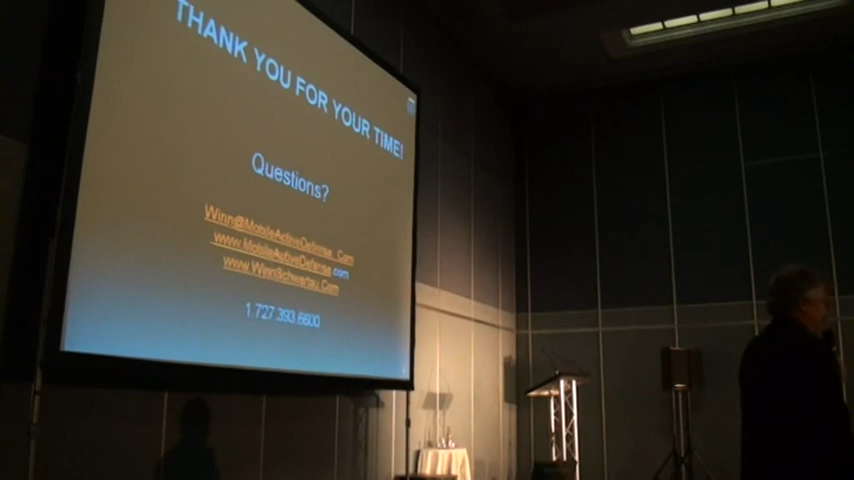 THANK YOU FOR YOUR TIME!
Questions?
Winn@MobileActiveDefense.Com
www.MobileActiveDefense.com
www.WinnSchwartau.Com
1.727.393.6600